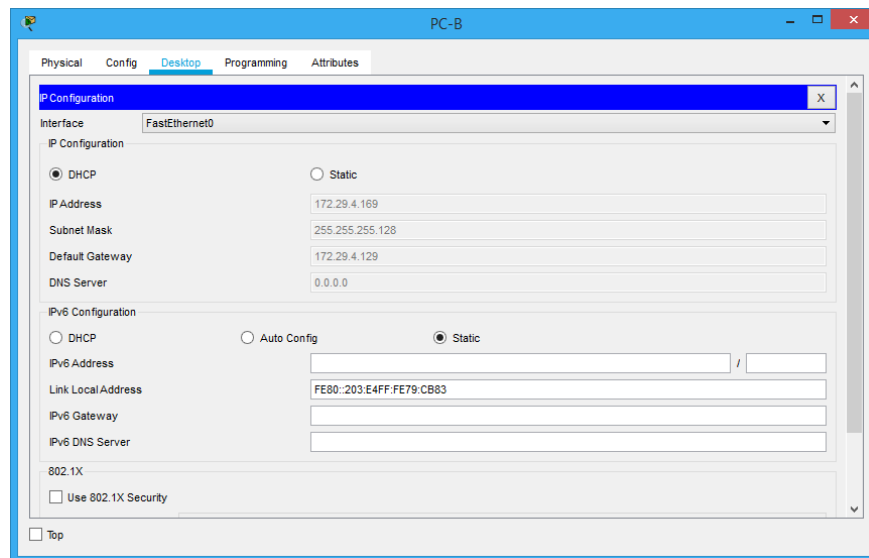 PC-B
Physical Config Desktop Programming Attributes
IP Configuration X
Interface FastEthernet0
IP Configuration
DHCP Static
IP Address 172.29.4.169
Subnet Mask 255.255.255.128
Default Gateway 172.29.4.129
DNS Server 0.0.0.0
IPv6 Configuration
DHCP Auto Config Static
IPv6 Address /
Link Local Address FE80::203:E4FF:FE79:CB83
IPv6 Gateway
IPv6 DNS Server
802.1X
Use 802.1X Security
Top